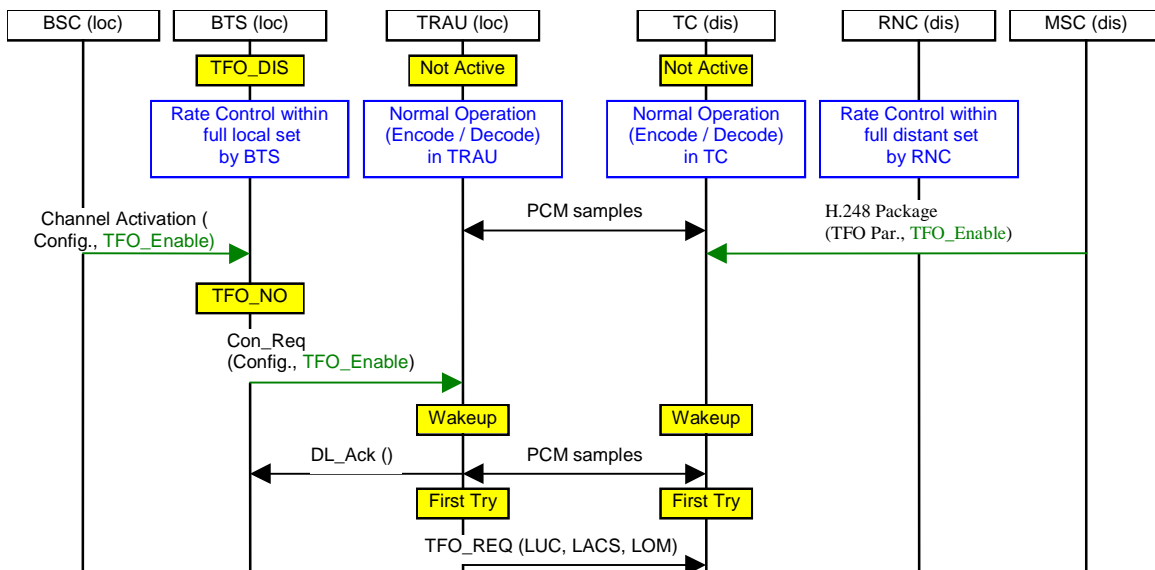 BSC (loc)
BTS (loc)
TRAU (loc)
TC (dis)
RNC (dis)
MSC (dis)
TFO_DIS
Not Active
Not Active
Rate Control within
full local set
by BTS
Normal Operation
(Encode / Decode)
in TRAU
Normal Operation
(Encode / Decode)
in TC
Rate Control within
full distant set
by RNC
Channel Activation (
Config., TFO_Enable)
PCM samples
H.248 Package
(TFO Par., TFO_Enable)
TFO_NO
Con_Req
(Config., TFO_Enable)
Wakeup
Wakeup
DL_Ack ()
PCM samples
First Try
First Try
TFO_REQ (LUC, LACS, LOM)